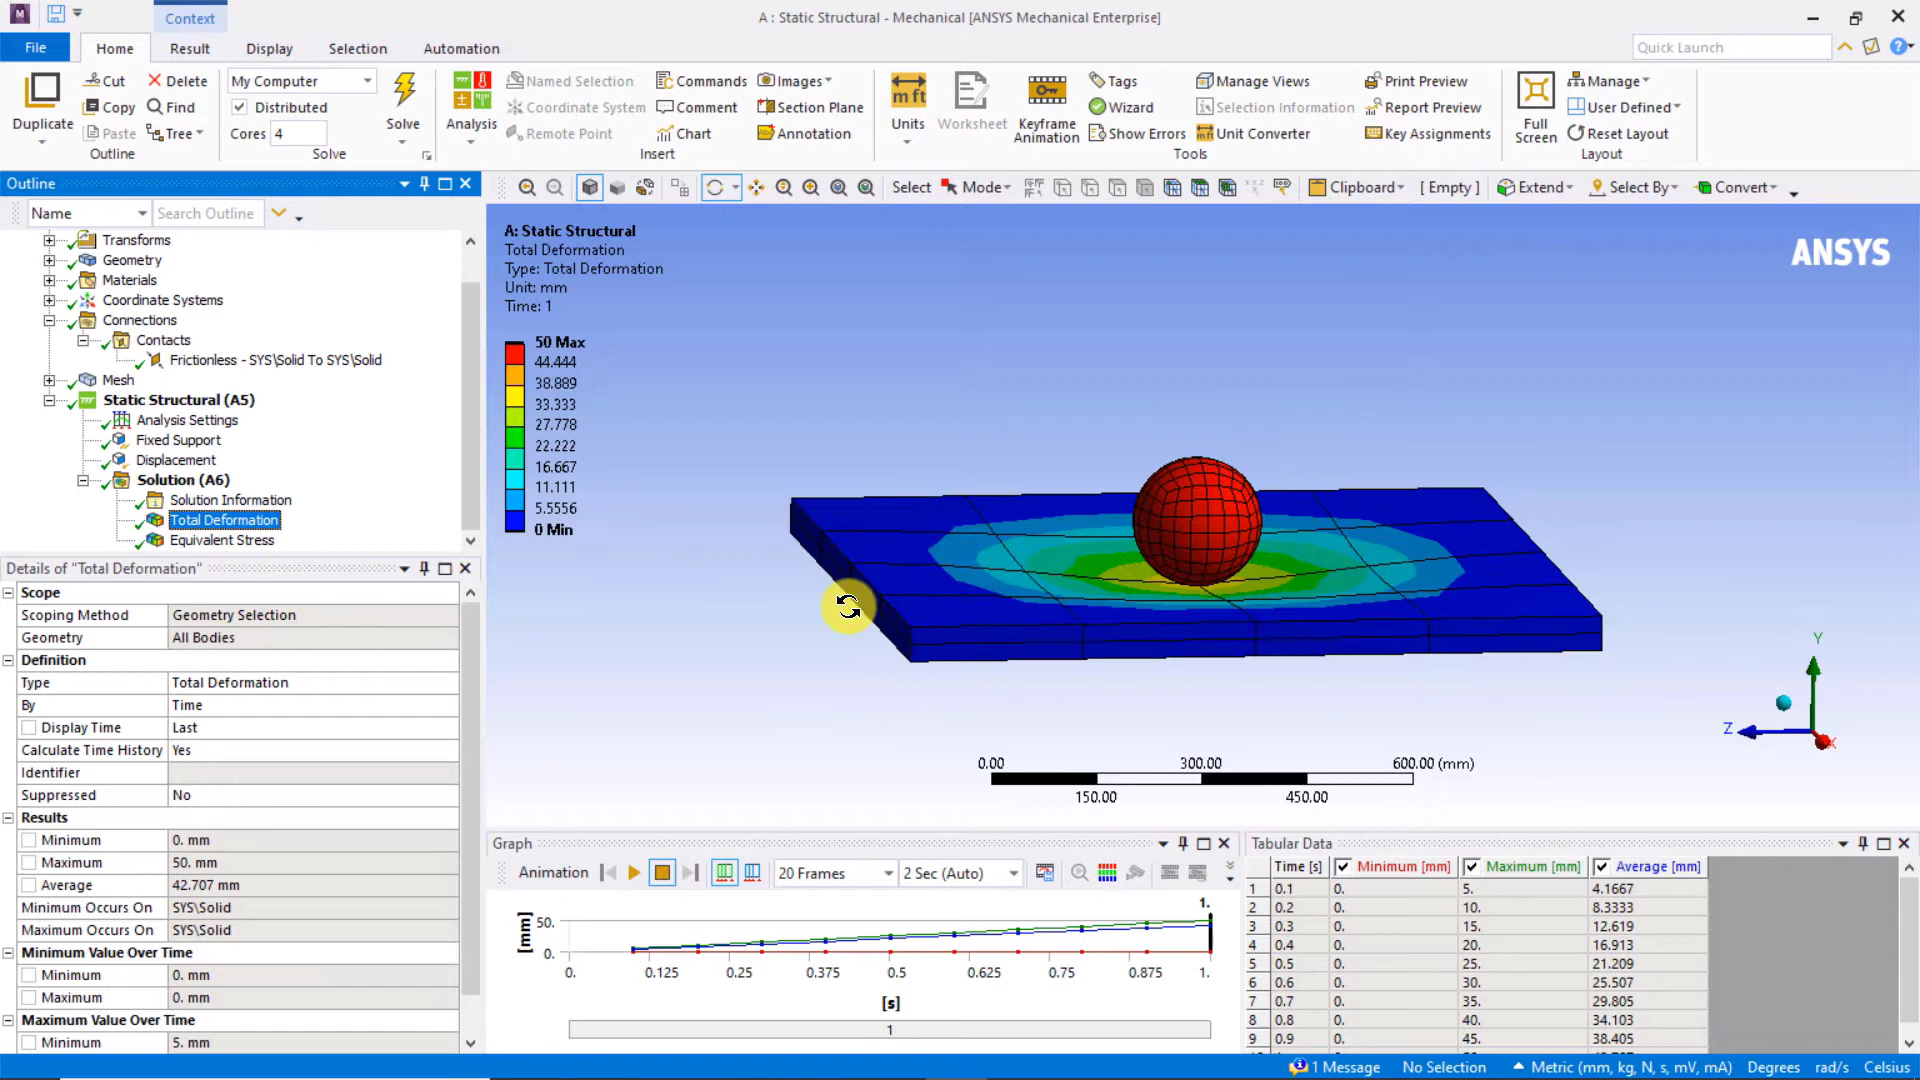 Context
A : Static Structural - Mechanical [ANSYS Mechanical Enterprise]
File
Home
Result
Display
Selection
Automation
Quick Launch
Duplicate
Cut
Copy
Paste
Delete
Find
Tree
Outline
My Computer
Distributed
Cores 4
Solve
Solve
Analysis
Named Selection
Coordinate System
Remote Point
Commands
Comment
Chart
Images
Section Plane
Annotation
Insert
Units
Worksheet
Keyframe
Animation
Tags
Wizard
Show Errors
Manage Views
Selection Information
Unit Converter
Print Preview
Report Preview
Key Assignments
Tools
Full
Screen
Manage
User Defined
Reset Layout
Layout
Outline
Name
Search Outline
Transforms
Geometry
Materials
Coordinate Systems
Connections
Contacts
Frictionless - SYS\Solid To SYS\Solid
Mesh
Static Structural (A5)
Analysis Settings
Fixed Support
Displacement
Solution (A6)
Solution Information
Total Deformation
Equivalent Stress
Details of "Total Deformation"
Scope
Scoping Method Geometry Selection
Geometry All Bodies
Definition
Type Total Deformation
By Time
Display Time Last
Calculate Time History Yes
Identifier
Suppressed No
Results
Minimum 0. mm
Maximum 50. mm
Average 42.707 mm
Minimum Occurs On SYS\Solid
Maximum Occurs On SYS\Solid
Minimum Value Over Time
Minimum 0. mm
Maximum 0. mm
Maximum Value Over Time
Minimum 5. mm
Select Mode Clipboard [ Empty ] Extend Select By Convert
A: Static Structural
Total Deformation
Type: Total Deformation
Unit: mm
Time: 1
50 Max
44.444
38.889
33.333
27.778
22.222
16.667
11.111
5.5556
0 Min
ANSYS
Y
Z
X
0.00 300.00 600.00 (mm)
150.00 450.00
Graph
Animation 20 Frames 2 Sec (Auto)
1.
[mm]
50.
0.
0. 0.125 0.25 0.375 0.5 0.625 0.75 0.875 1.
[s]
1
Tabular Data
Time [s] Minimum [mm] Maximum [mm] Average [mm]
1 0.1 0. 5. 4.1667
2 0.2 0. 10. 8.3333
3 0.3 0. 15. 12.619
4 0.4 0. 20. 16.913
5 0.5 0. 25. 21.209
6 0.6 0. 30. 25.507
7 0.7 0. 35. 29.805
8 0.8 0. 40. 34.103
9 0.9 0. 45. 38.405
1 Message No Selection Metric (mm, kg, N, s, mV, mA) Degrees rad/s Celsius